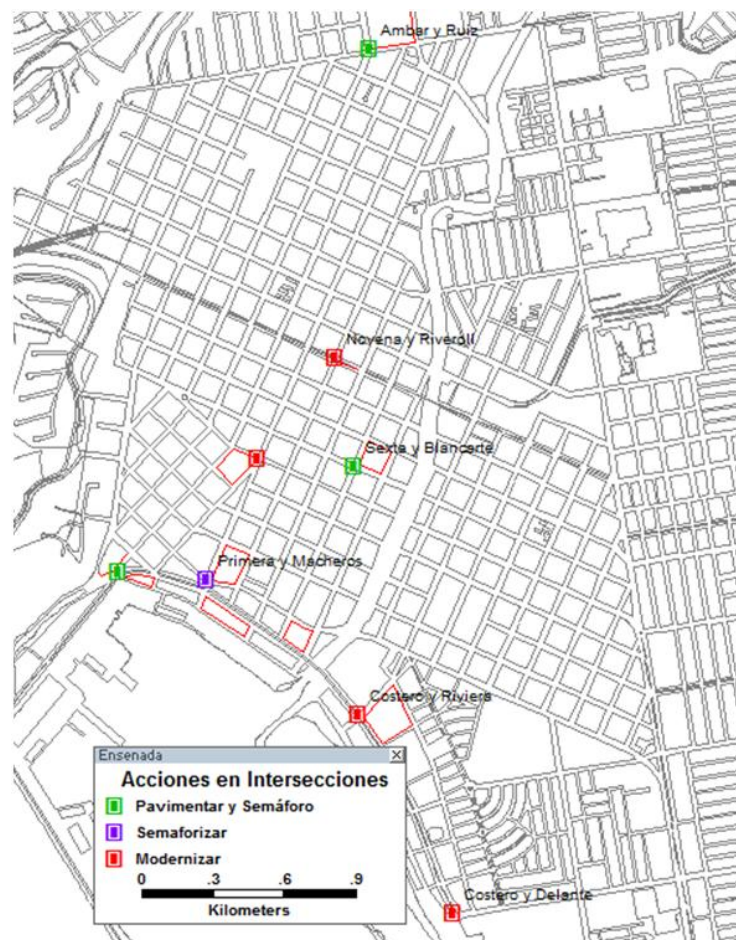 Ambar y Ruiz
Novena y Riveroll
Sexta y Blancarte
Primera y Macheros
Costero y Riviera
Ensenada
Acciones en Intersecciones
Pavimentar y Semáforo
Semaforizar
Modernizar
0 .3 .6 .9
Kilometers
Costero y Delante